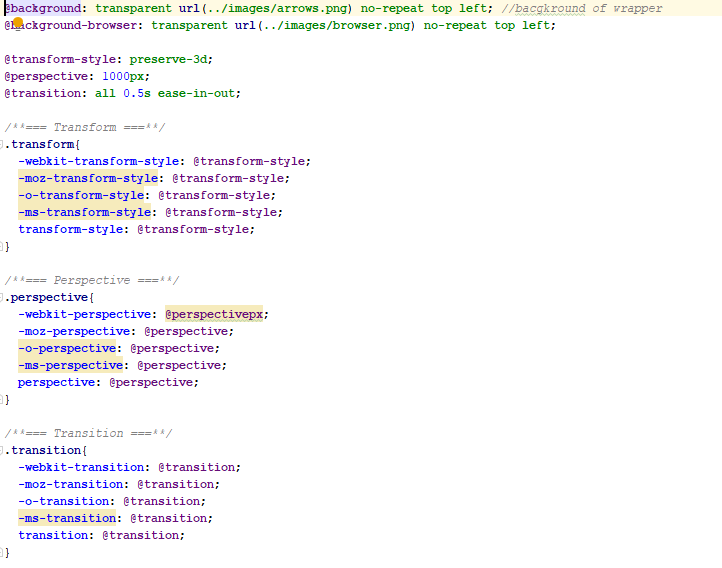 @background: transparent url(../images/arrows.png) no-repeat top left; //bacgkround of wrapper
@background-browser: transparent url(../images/browser.png) no-repeat top left;
@transform-style: preserve-3d;
@perspective: 1000px;
@transition: all 0.5s ease-in-out;
/**=== Transform ===**/
.transform{
-webkit-transform-style: @transform-style;
-moz-transform-style: @transform-style;
-o-transform-style: @transform-style;
-ms-transform-style: @transform-style;
transform-style: @transform-style;
}
/**=== Perspective ===**/
.perspective{
-webkit-perspective: @perspectivepx;
-moz-perspective: @perspective;
-o-perspective: @perspective;
-ms-perspective: @perspective;
perspective: @perspective;
}
/**=== Transition ===**/
.transition{
-webkit-transition: @transition;
-moz-transition: @transition;
-o-transition: @transition;
-ms-transition: @transition;
transition: @transition;
}